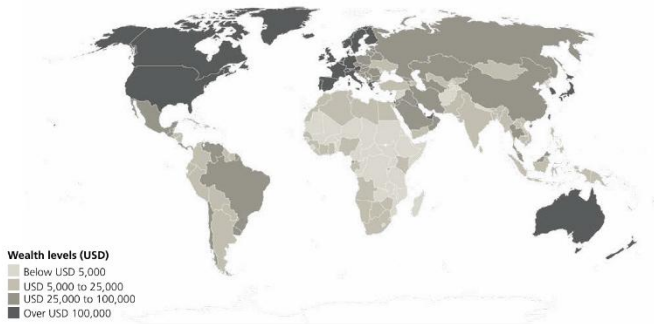 Wealth levels (USD)
Below USD 5,000
USD 5,000 to 25,000
USD 25,000 to 100,000
Over USD 100,000